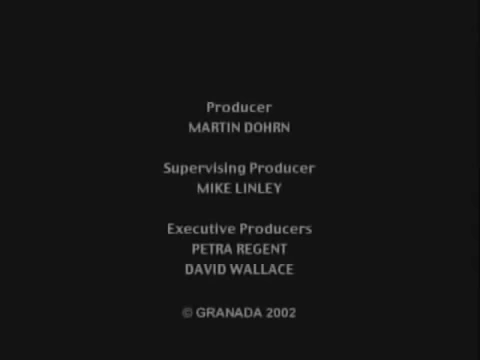 Producer
MARTIN DOHRN
Supervising Producer
MIKE LINLEY
Executive Producers
PETRA REGENT
DAVID WALLACE
© GRANADA 2002